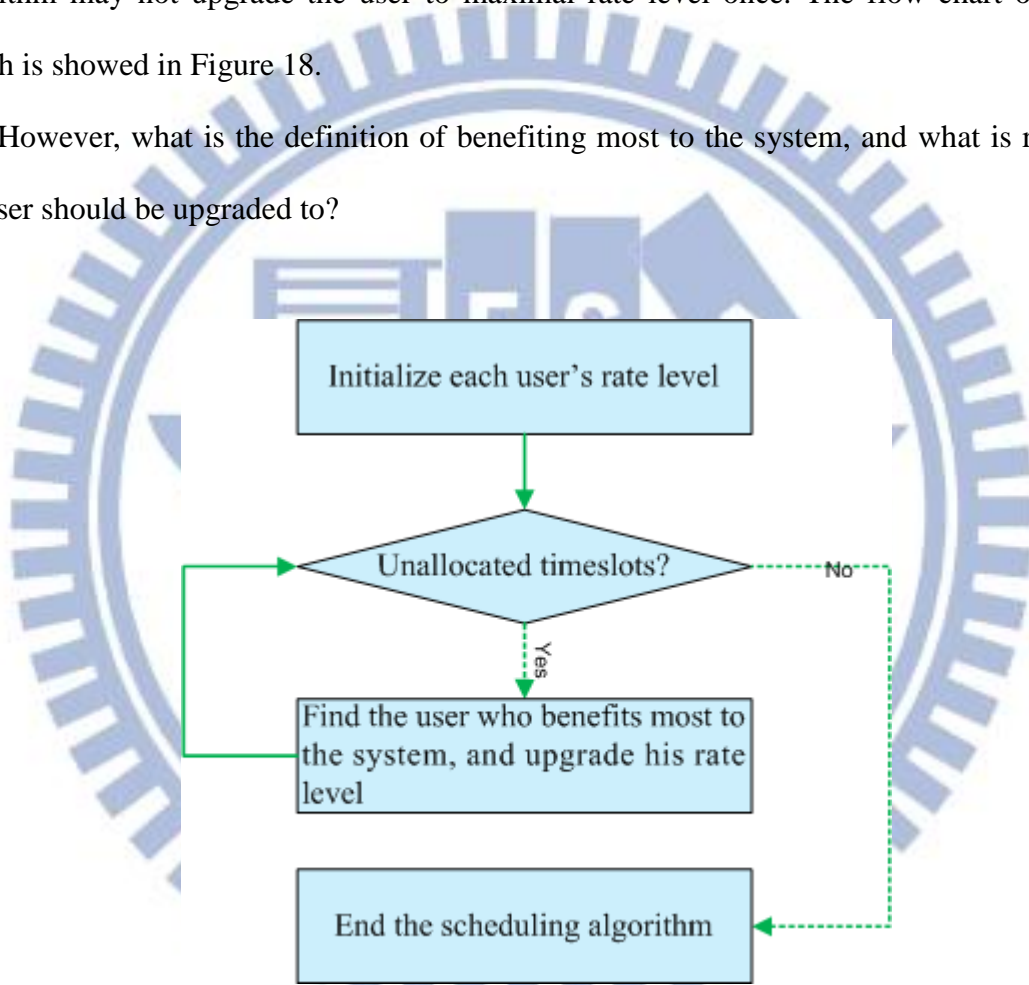 ithm may not upgrade the user to maximal rate level once. The flow chart o
h is showed in Figure 18.
However, what is the definition of benefiting most to the system, and what is
ser should be upgraded to?
Initialize each user's rate level
Unallocated timeslots?
No
Yes
Find the user who benefits most to
the system, and upgrade his rate
level
End the scheduling algorithm